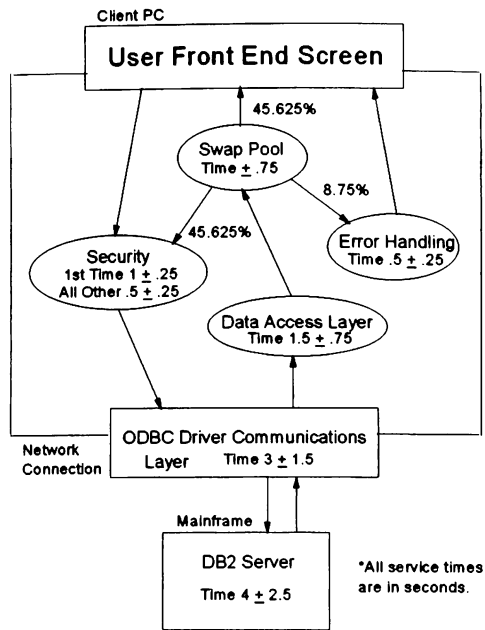 Client PC
User Front End Screen
45.625%
Swap Pool
Time ± .75
8.75%
45.625%
Error Handling
Time .5 ± .25
Security
1st Time 1 ± .25
All Other .5 ± .25
Data Access Layer
Time 1.5 ± .75
ODBC Driver Communications
Layer Time 3 ± 1.5
Network
Connection
Mainframe
DB2 Server
Time 4 ± 2.5
*All service times
are in seconds.